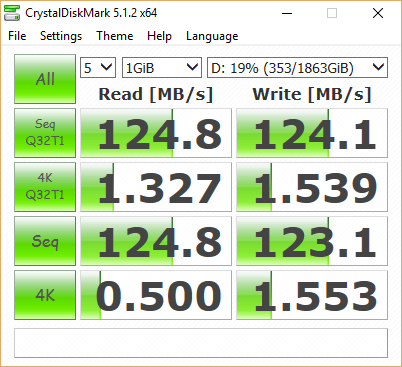 CrystalDiskMark 5.1.2 x64
File Settings Theme Help Language
All 5 1GiB D: 19% (353/1863GiB)
Read [MB/s] Write [MB/s]
Seq
Q32T1 124.8 124.1
4K
Q32T1 1.327 1.539
Seq 124.8 123.1
4K 0.500 1.553